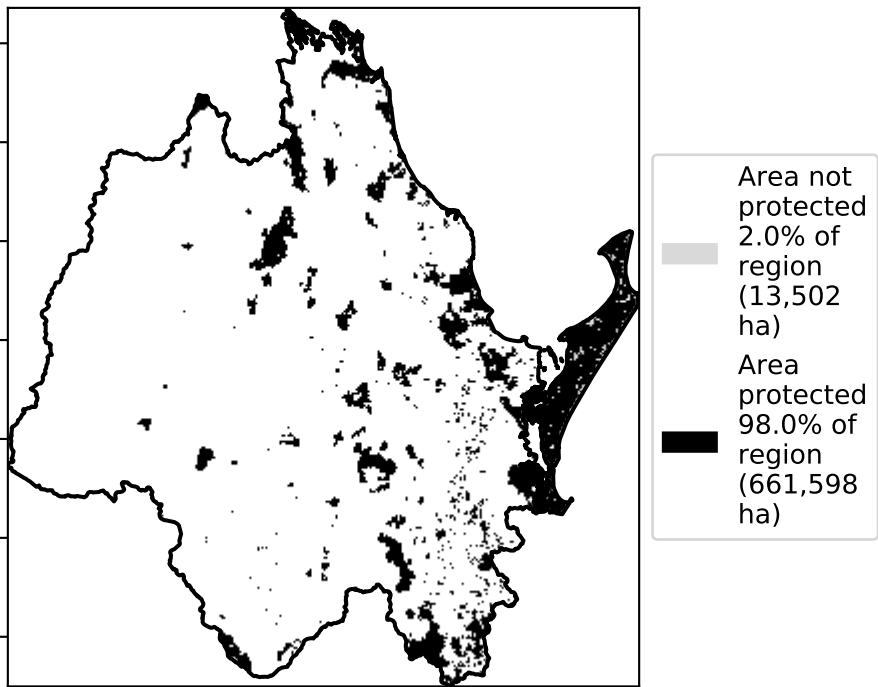 Area not
protected
2.0% of
region
(13,502
ha)
Area
protected
98.0% of
region
(661,598
ha)